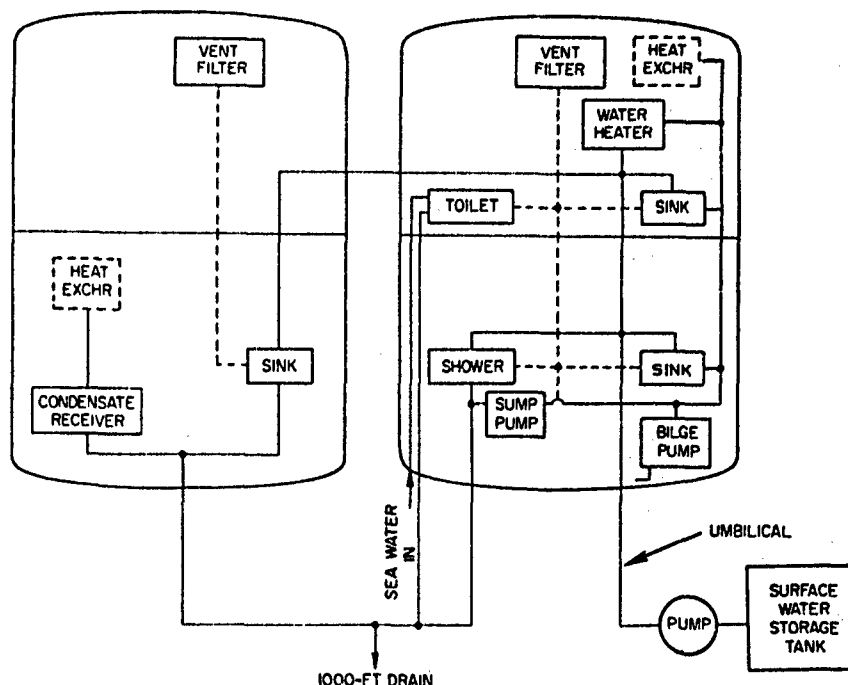 VENT
FILTER
VENT
FILTER
HEAT
EXCHR
WATER
HEATER
TOILET
SINK
HEAT
EXCHR
SINK
CONDENSATE
RECEIVER
SHOWER
SINK
SUMP
PUMP
BILGE
PUMP
SEA WATER
IN
UMBILICAL
PUMP
SURFACE
WATER
STORAGE
TANK
1000-FT DRAIN